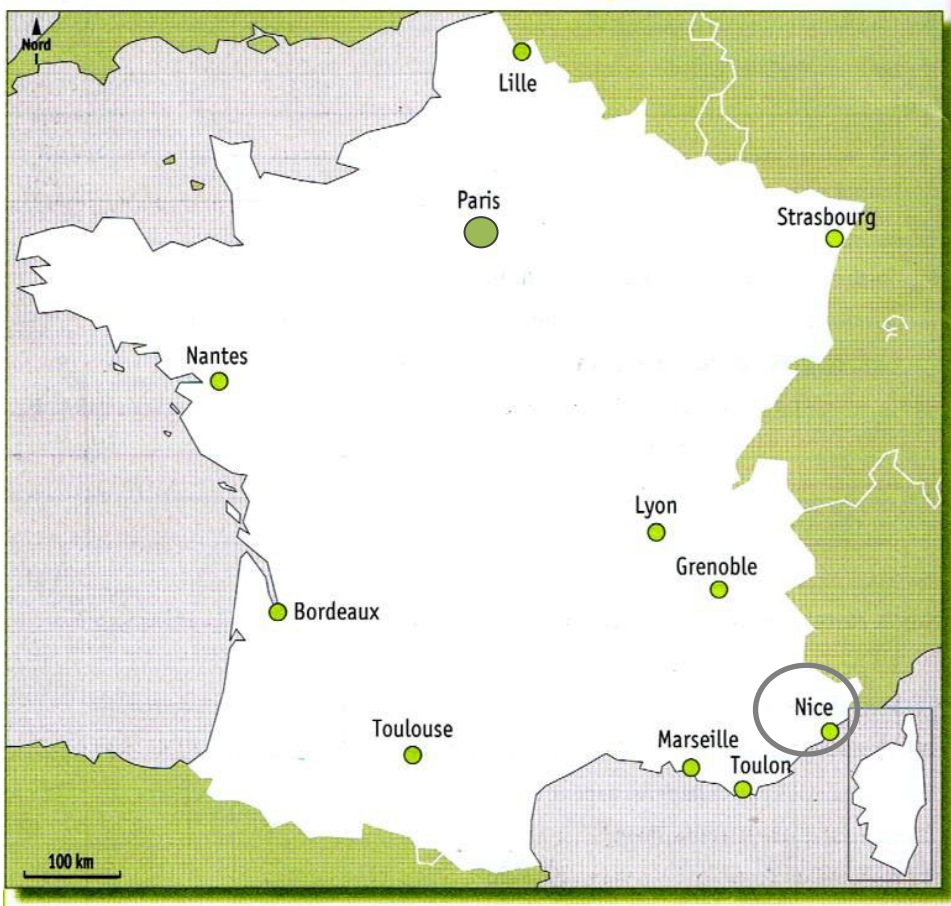 Nord
Lille
Paris
Strasbourg
Nantes
Lyon
Grenoble
Bordeaux
Nice
Toulouse
Marseille
Toulon
100 km